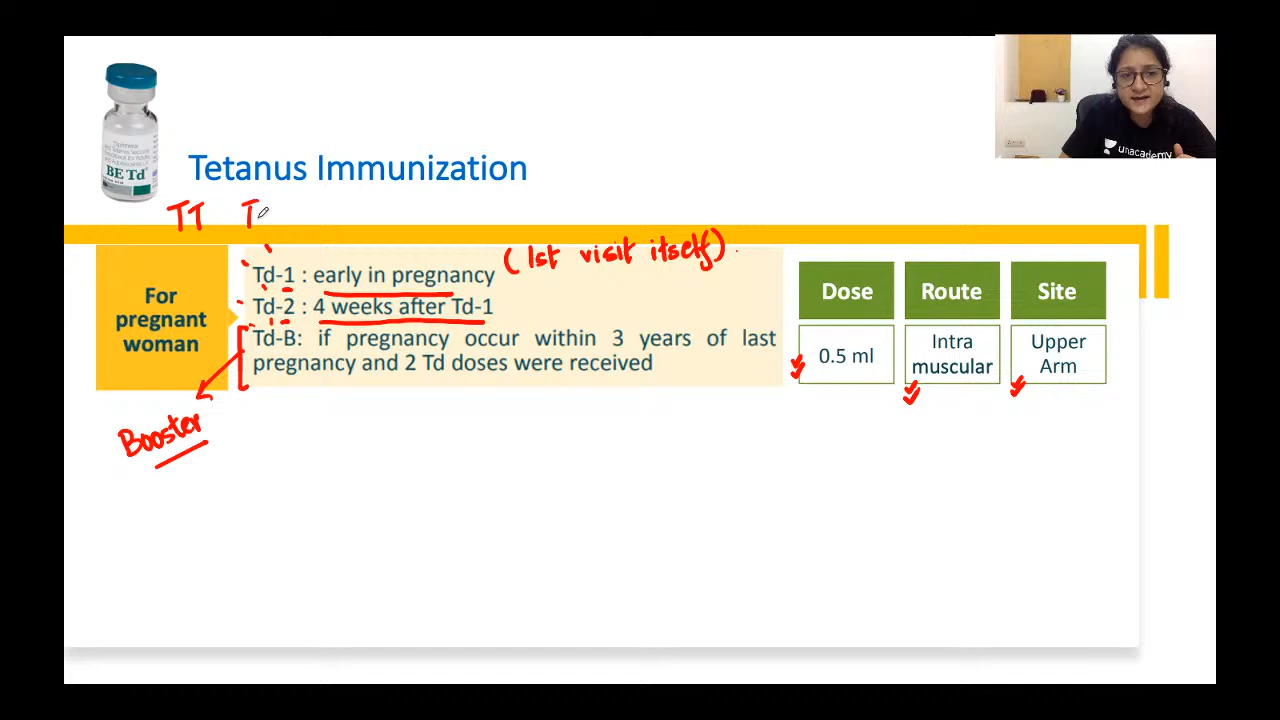 BE Td
Tetanus Immunization
TT T
unacademy
(1st visit itself)
For
pregnant
woman
Td-1 : early in pregnancy
Td-2 : 4 weeks after Td-1
Td-B: if pregnancy occur within 3 years of last
pregnancy and 2 Td doses were received
Dose
Route
Site
0.5 ml
Intra
muscular
Upper
Arm
Booster